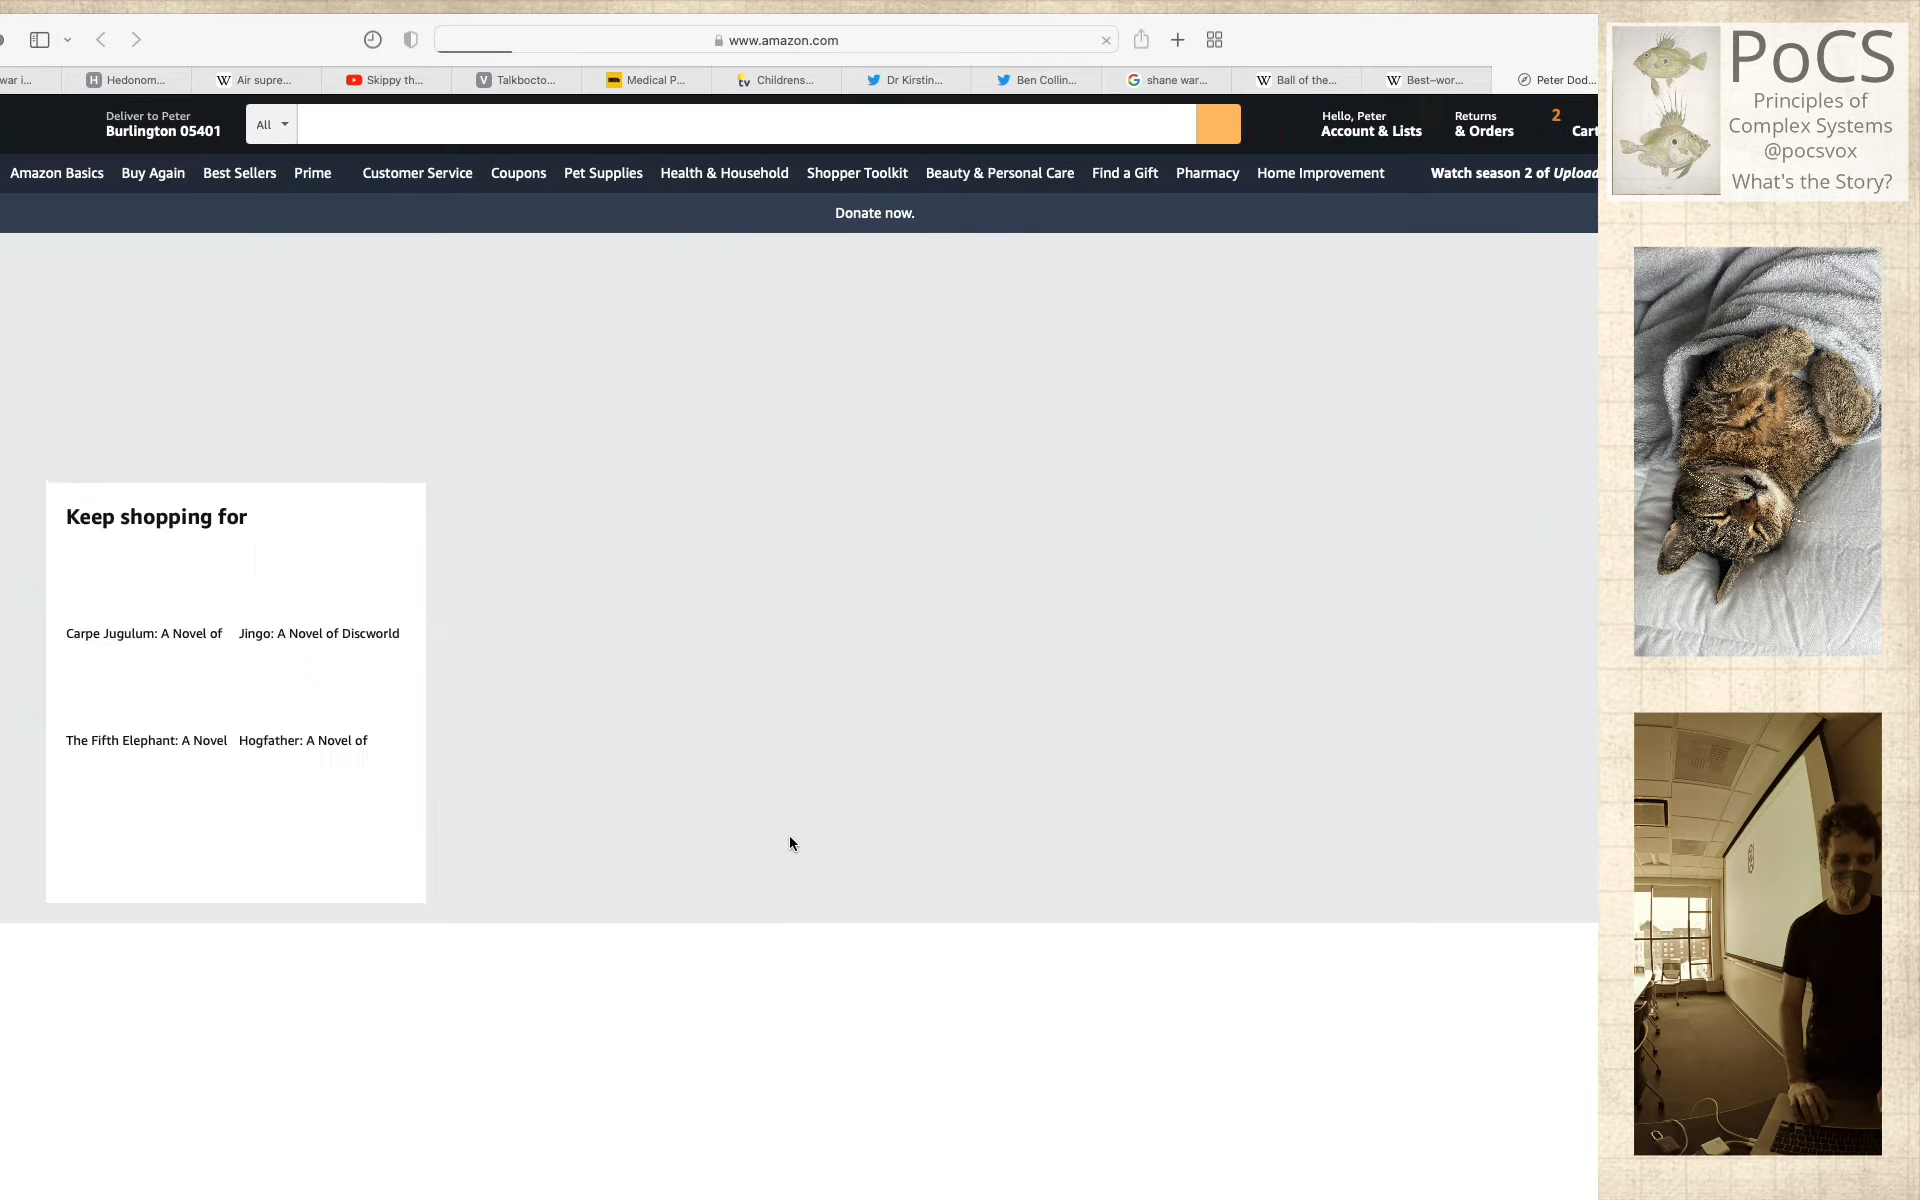 www.amazon.com
war i...
Hedonom...
Air supre...
Skippy th...
Talkbocto...
Medical P...
Childrens...
Dr Kirstin...
Ben Collin...
shane war...
Ball of the...
Best–wor...
Peter Dod...
Deliver to Peter
Burlington 05401
All
Hello, Peter
Account & Lists
Returns
& Orders
2
Cart
Amazon Basics Buy Again Best Sellers Prime Customer Service Coupons Pet Supplies Health & Household Shopper Toolkit Beauty & Personal Care Find a Gift Pharmacy Home Improvement Watch season 2 of Upload
Donate now.
Keep shopping for
Carpe Jugulum: A Novel of
Jingo: A Novel of Discworld
The Fifth Elephant: A Novel
Hogfather: A Novel of
PoCS
Principles of
Complex Systems
@pocsvox
What's the Story?